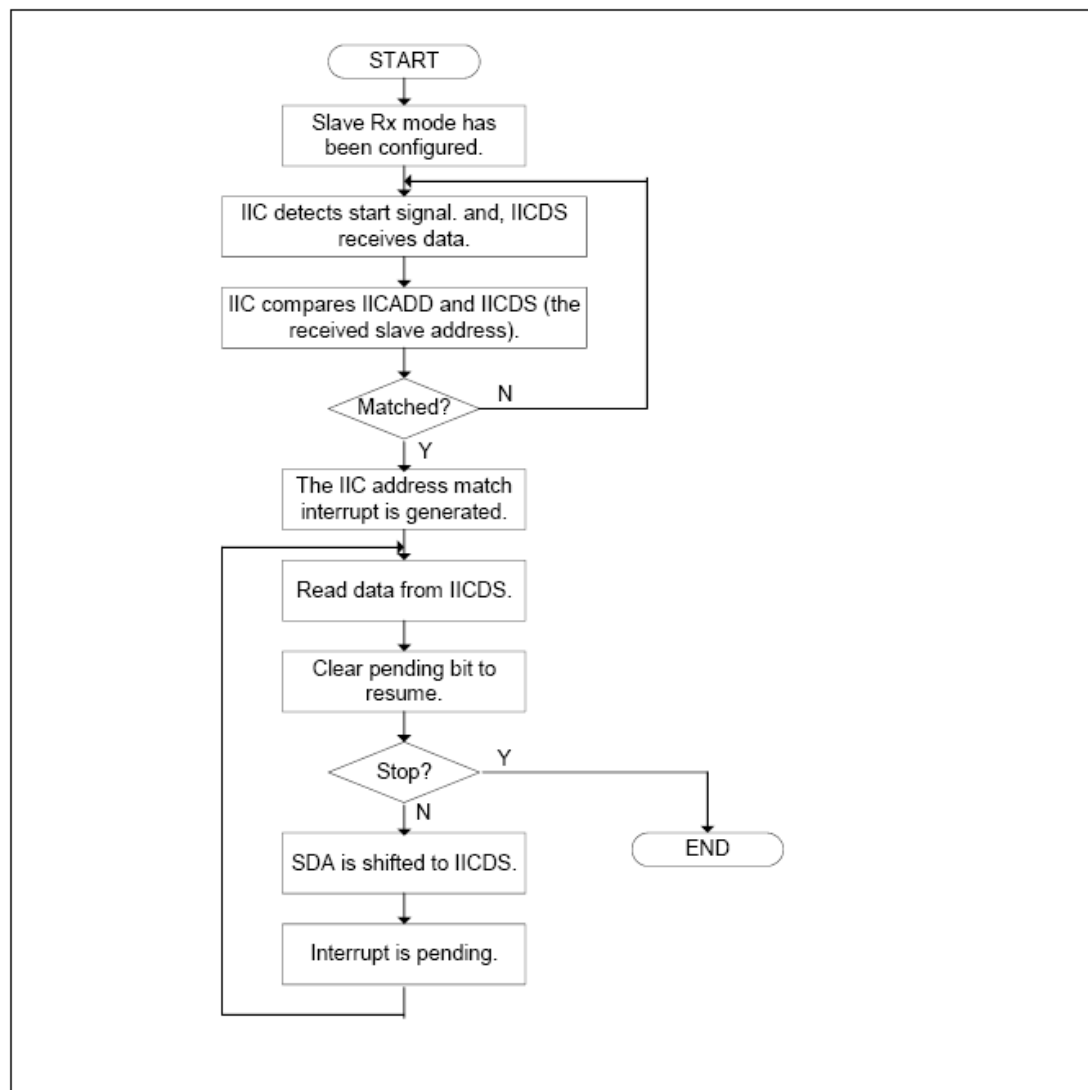 START
Slave Rx mode has
been configured.
IIC detects start signal. and, IICDS
receives data.
IIC compares IICADD and IICDS (the
received slave address).
Matched?
N
Y
The IIC address match
interrupt is generated.
Read data from IICDS.
Clear pending bit to
resume.
Stop?
Y
N
SDA is shifted to IICDS.
END
Interrupt is pending.